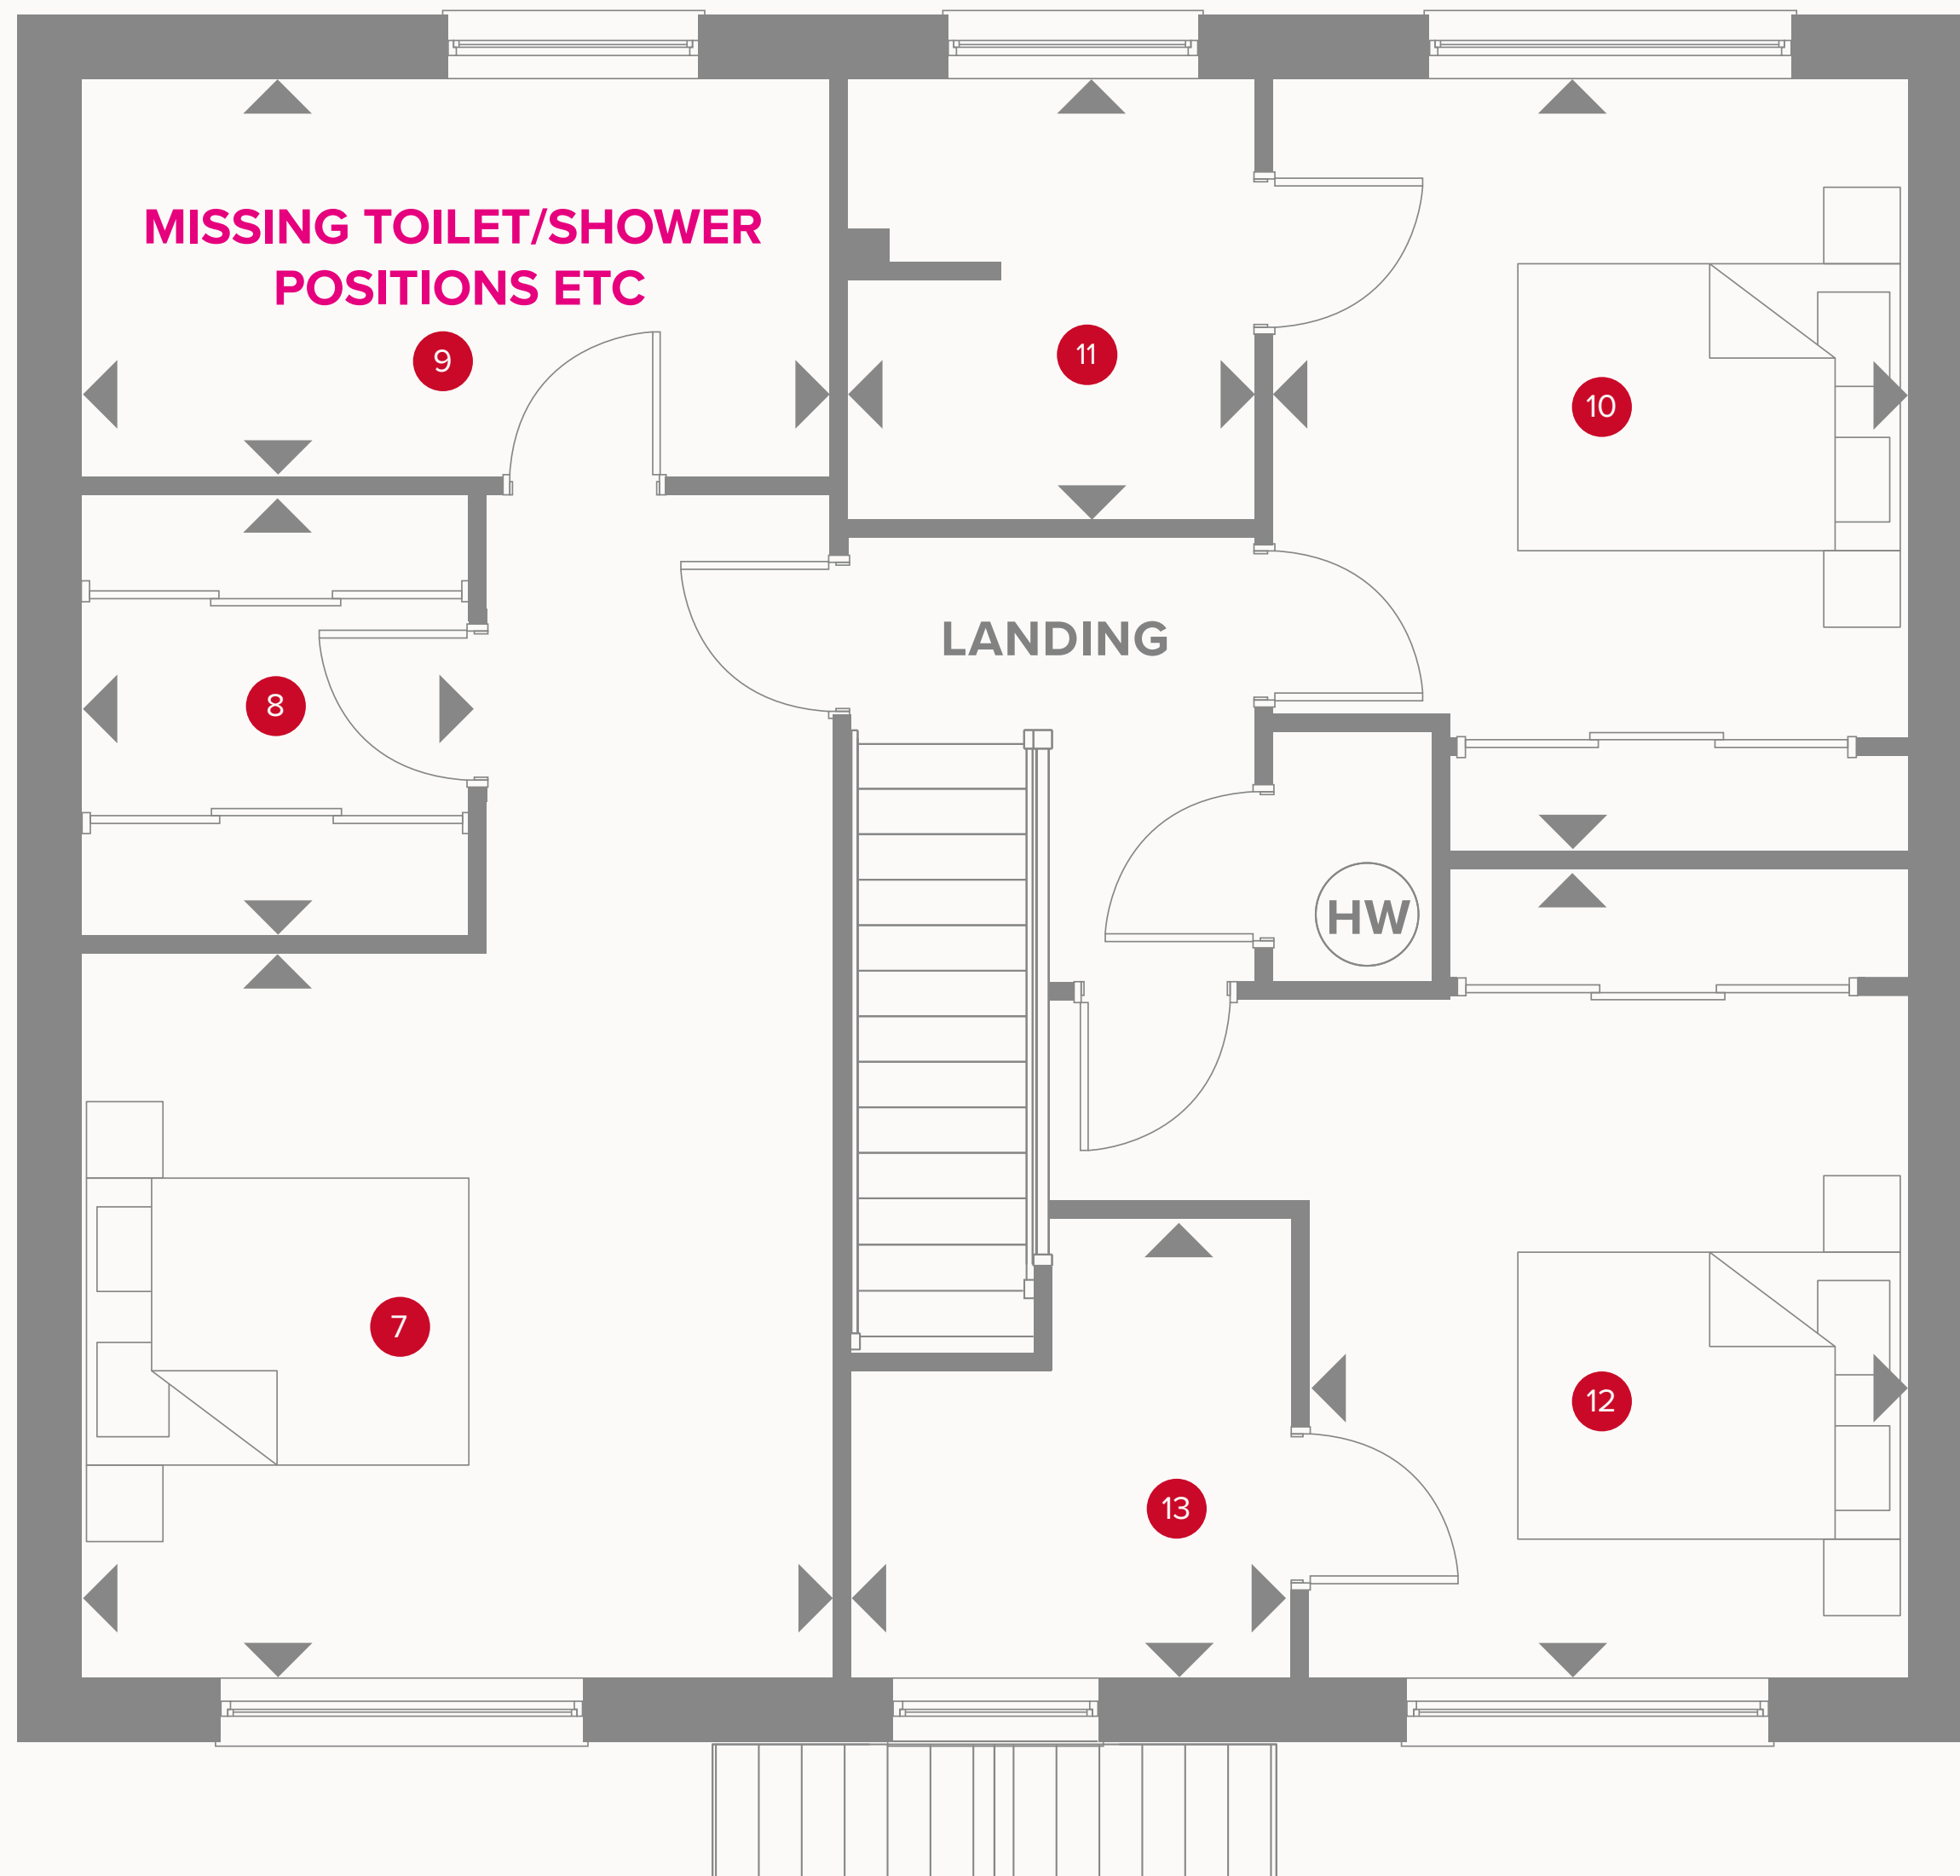 MISSING TOILET/SHOWER
POSITIONS ETC
9
11
10
LANDING
8
HW
7
12
13